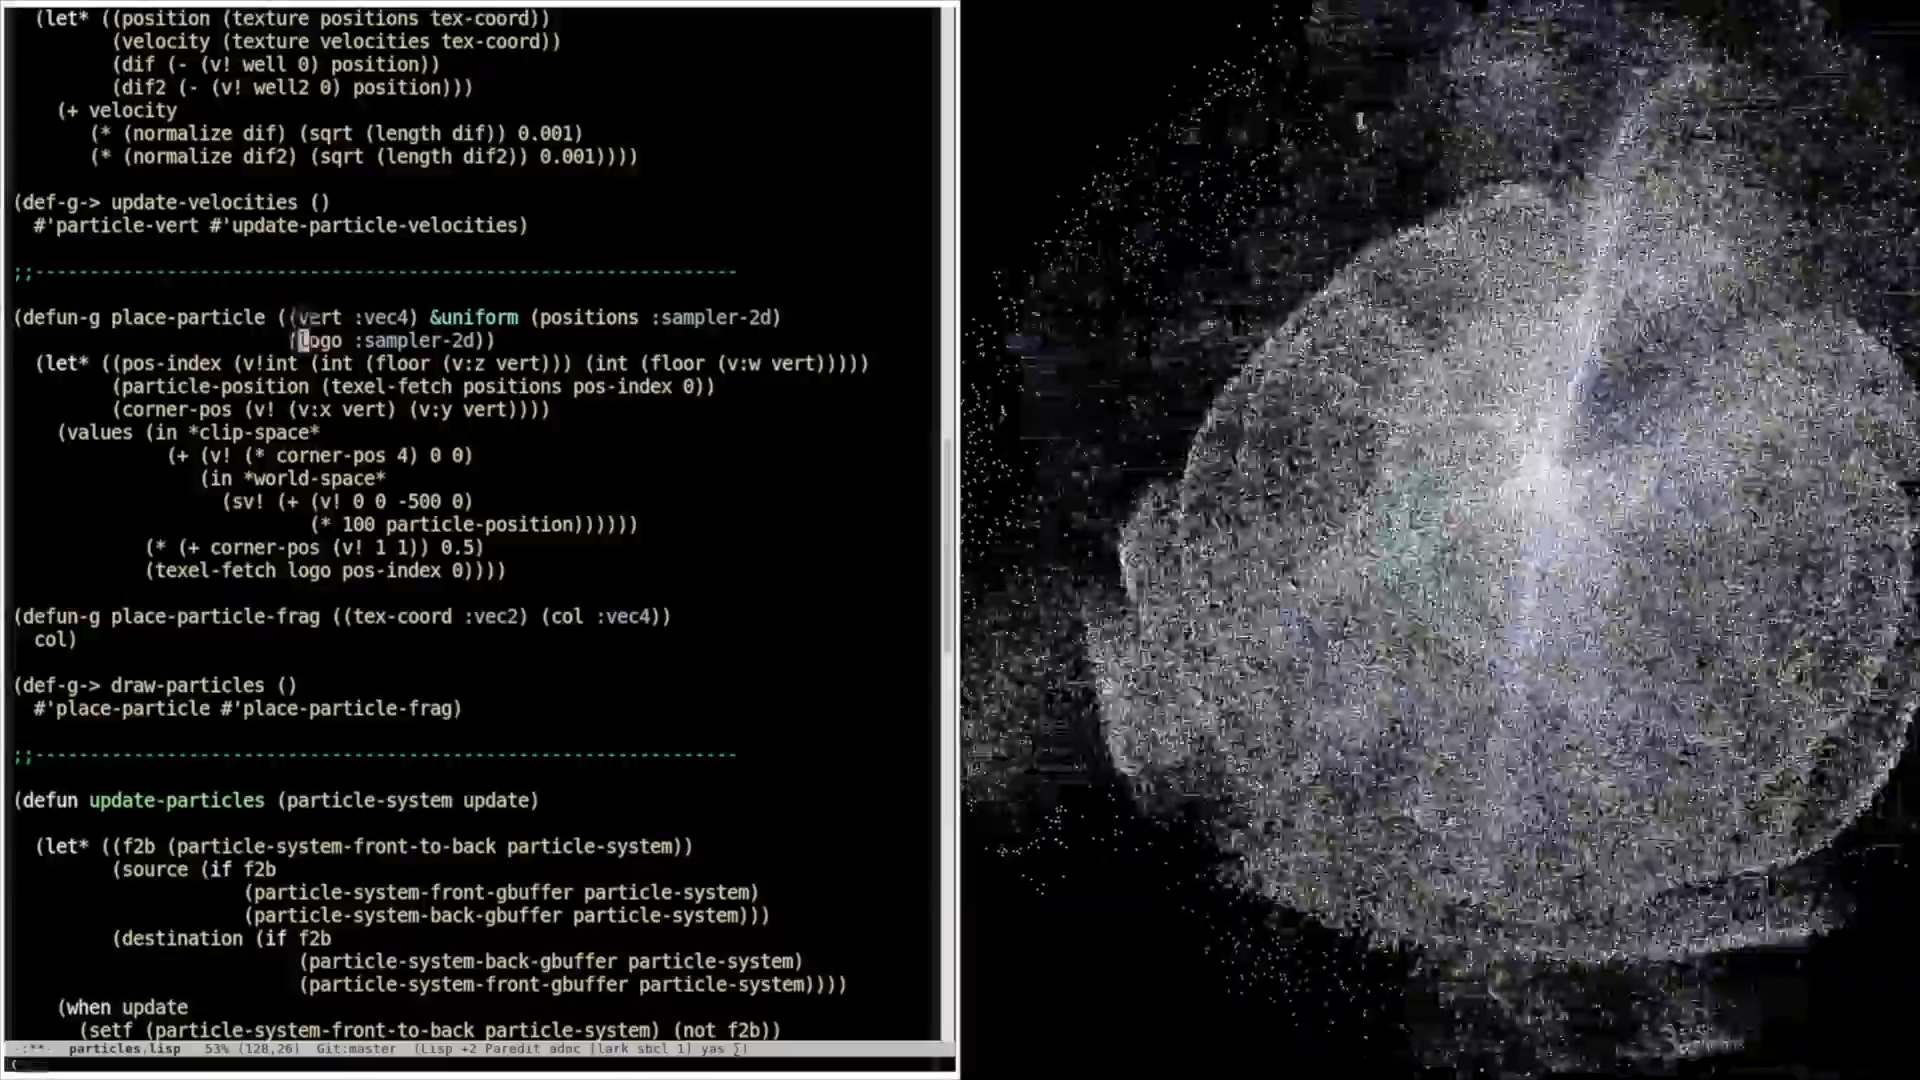 (let* ((position (texture positions tex-coord))
(velocity (texture velocities tex-coord))
(dif (- (v! well 0) position))
(dif2 (- (v! well2 0) position)))
(+ velocity
(* (normalize dif) (sqrt (length dif)) 0.001)
(* (normalize dif2) (sqrt (length dif2)) 0.001))))
(def-g-> update-velocities ()
#'particle-vert #'update-particle-velocities)
;;----------------------------------------------------------------
(defun-g place-particle ((vert :vec4) &uniform (positions :sampler-2d)
(logo :sampler-2d))
(let* ((pos-index (v!int (int (floor (v:z vert))) (int (floor (v:w vert)))))
(particle-position (texel-fetch positions pos-index 0))
(corner-pos (v! (v:x vert) (v:y vert))))
(values (in *clip-space*
(+ (v! (* corner-pos 4) 0 0)
(in *world-space*
(sv! (+ (v! 0 0 -500 0)
(* 100 particle-position))))))
(* (+ corner-pos (v! 1 1)) 0.5)
(texel-fetch logo pos-index 0))))
(defun-g place-particle-frag ((tex-coord :vec2) (col :vec4))
col)
(def-g-> draw-particles ()
#'place-particle #'place-particle-frag)
;;----------------------------------------------------------------
(defun update-particles (particle-system update)
(let* ((f2b (particle-system-front-to-back particle-system))
(source (if f2b
(particle-system-front-gbuffer particle-system)
(particle-system-back-gbuffer particle-system)))
(destination (if f2b
(particle-system-back-gbuffer particle-system)
(particle-system-front-gbuffer particle-system))))
(when update
(setf (particle-system-front-to-back particle-system) (not f2b))
-:**- particles.lisp 53% (128,26) Git:master (Lisp +2 Paredit adoc [lark sbcl 1] yas ∑)